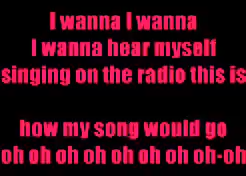 I wanna I wanna
I wanna hear myself
singing on the radio this is
how my song would go
oh oh oh oh oh oh oh oh-oh